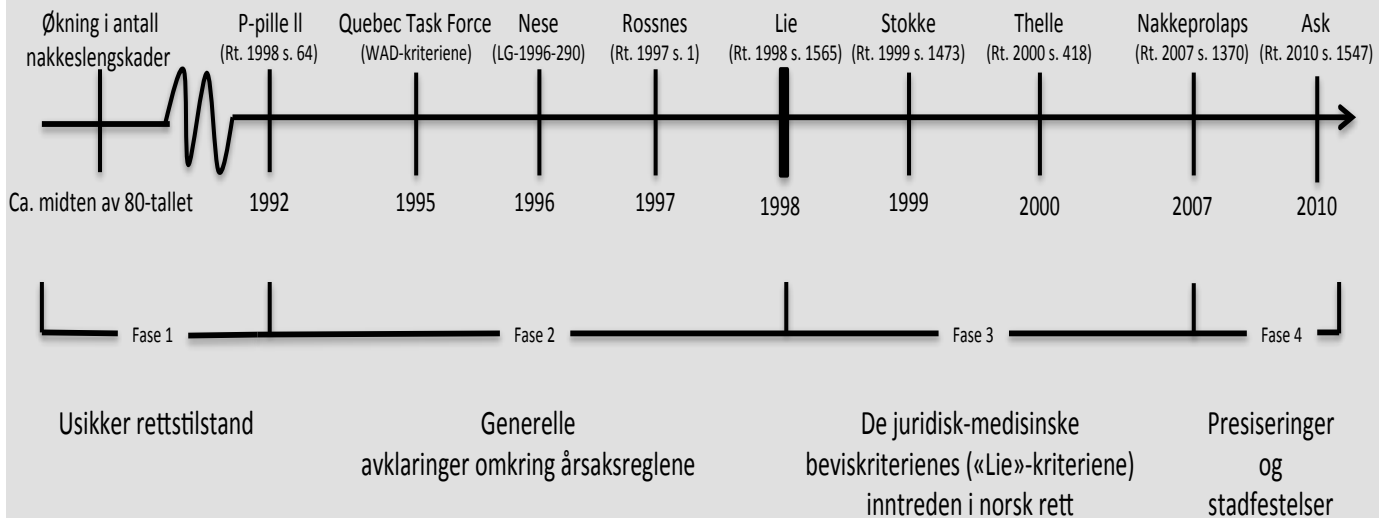 Økning i antall
nakkeslengskader
P-pille ll
(Rt. 1998 s. 64)
Quebec Task Force
(WAD-kriteriene)
Nese
(LG-1996-290)
Rossnes
(Rt. 1997 s. 1)
Lie
(Rt. 1998 s. 1565)
Stokke
(Rt. 1999 s. 1473)
Thelle
(Rt. 2000 s. 418)
Nakkeprolaps
(Rt. 2007 s. 1370)
Ask
(Rt. 2010 s. 1547)
Ca. midten av 80-tallet
1992
1995
1996
1997
1998
1999
2000
2007
2010
Fase 1
Fase 2
Fase 3
Fase 4
Usikker rettstilstand
Generelle
avklaringer omkring årsaksreglene
De juridisk-medisinske
beviskriterienes («Lie»-kriteriene)
inntreden i norsk rett
Presiseringer
og
stadfestelser